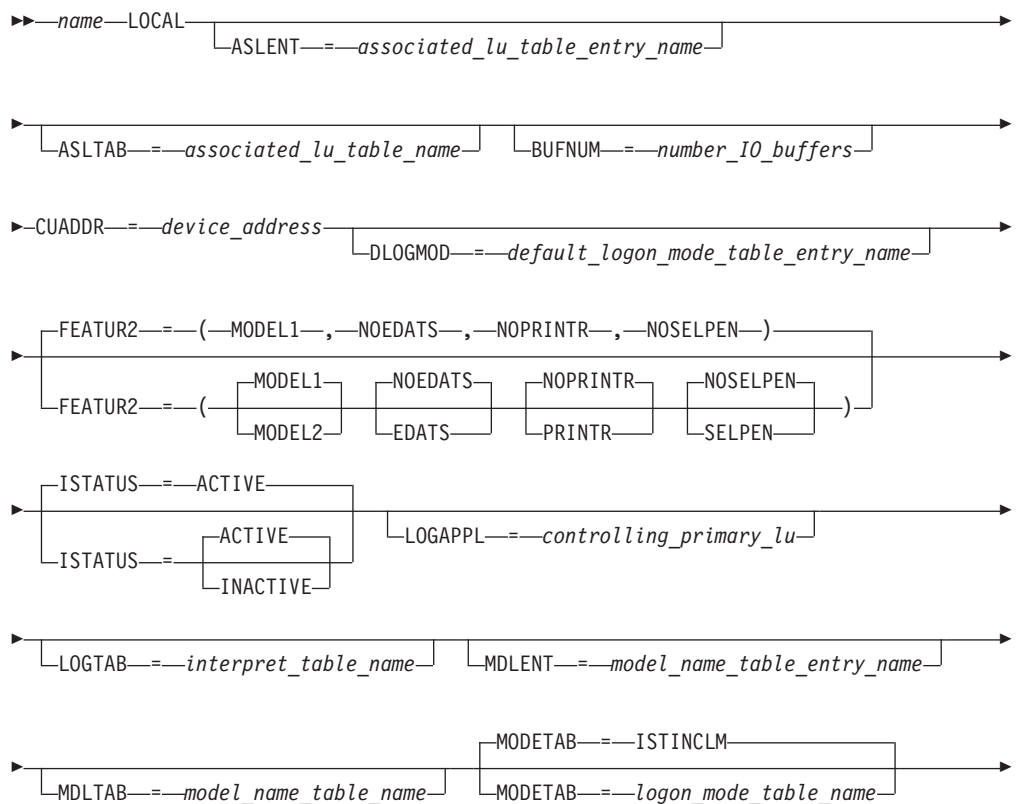 name LOCAL
ASLENT = associated_lu_table_entry_name
ASLTAB = associated_lu_table_name BUFNUM = number_IO_buffers
CUADDR = device_address
DLOGMOD = default_logon_mode_table_entry_name
FEATUR2 = ( MODEL1 , NOEDATS , NOPRINTR , NOSELPEN )
MODEL1 NOEDATS NOPRINTR NOSELPEN
FEATUR2 = ( )
MODEL2 EDATS PRINTR SELPEN
ISTATUS = ACTIVE
LOGAPPL = controlling_primary_lu
ACTIVE
ISTATUS =
INACTIVE
LOGTAB = interpret_table_name MDLENT = model_name_table_entry_name
MODETAB = ISTINCLM
MDLTAB = model_name_table_name MODETAB = logon_mode_table_name